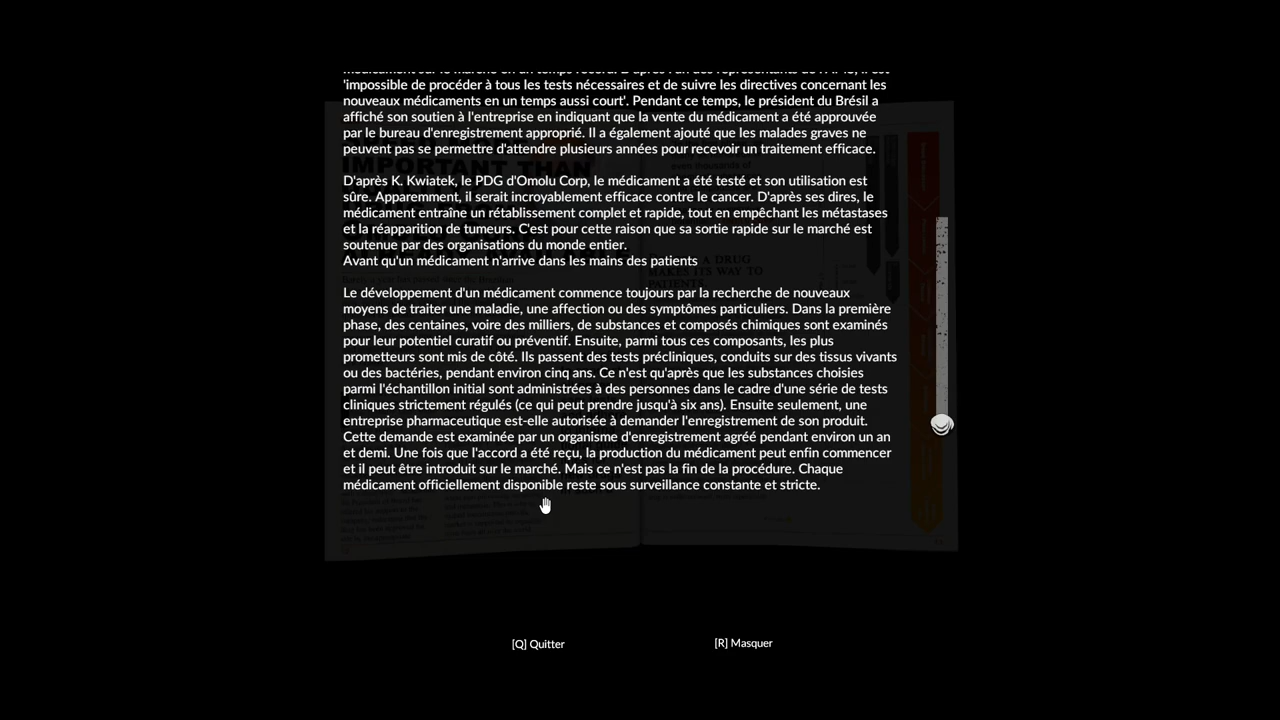 'impossible de procéder à tous les tests nécessaires et de suivre les directives concernant les
nouveaux médicaments en un temps aussi court'. Pendant ce temps, le président du Brésil a
affiché son soutien à l'entreprise en indiquant que la vente du médicament a été approuvée
par le bureau d'enregistrement approprié. Il a également ajouté que les malades graves ne
peuvent pas se permettre d'attendre plusieurs années pour recevoir un traitement efficace.
D'après K. Kwiatek, le PDG d'Omolu Corp, le médicament a été testé et son utilisation est
sûre. Apparemment, il serait incroyablement efficace contre le cancer. D'après ses dires, le
médicament entraîne un rétablissement complet et rapide, tout en empêchant les métastases
et la réapparition de tumeurs. C'est pour cette raison que sa sortie rapide sur le marché est
soutenue par des organisations du monde entier.
Avant qu'un médicament n'arrive dans les mains des patients
Le développement d'un médicament commence toujours par la recherche de nouveaux
moyens de traiter une maladie, une affection ou des symptômes particuliers. Dans la première
phase, des centaines, voire des milliers, de substances et composés chimiques sont examinés
pour leur potentiel curatif ou préventif. Ensuite, parmi tous ces composants, les plus
prometteurs sont mis de côté. Ils passent des tests précliniques, conduits sur des tissus vivants
ou des bactéries, pendant environ cinq ans. Ce n'est qu'après que les substances choisies
parmi l'échantillon initial sont administrées à des personnes dans le cadre d'une série de tests
cliniques strictement régulés (ce qui peut prendre jusqu'à six ans). Ensuite seulement, une
entreprise pharmaceutique est-elle autorisée à demander l'enregistrement de son produit.
Cette demande est examinée par un organisme d'enregistrement agréé pendant environ un an
et demi. Une fois que l'accord a été reçu, la production du médicament peut enfin commencer
et il peut être introduit sur le marché. Mais ce n'est pas la fin de la procédure. Chaque
médicament officiellement disponible reste sous surveillance constante et stricte.
IMPORTANT THAN
A DRUG
MAKES ITS WAY TO
PATIENTS
[Q] Quitter
[R] Masquer